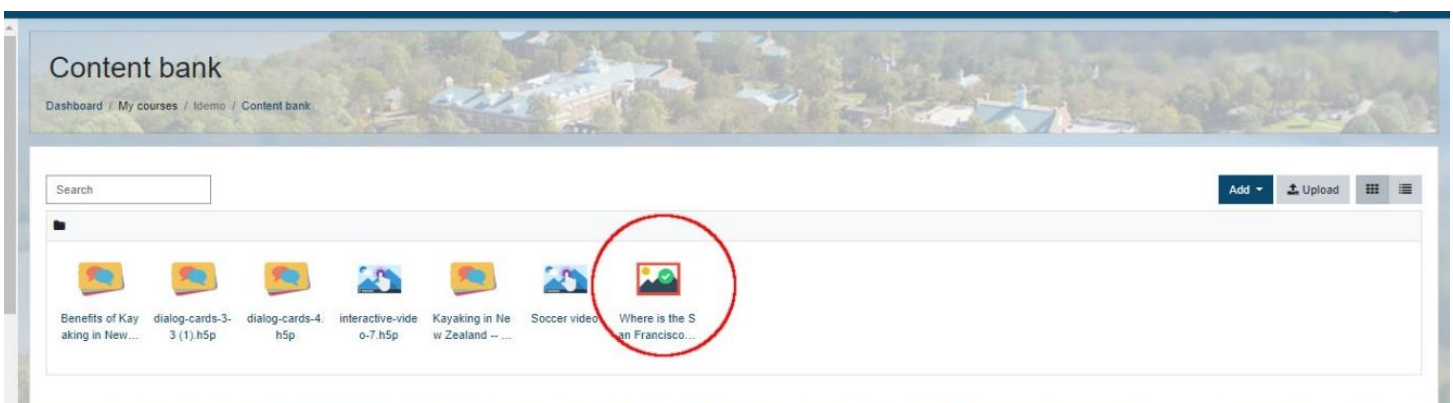 Content bank
Dashboard / My courses / tdemo / Content bank
Search
Add
Upload
Benefits of Kay
aking in New...
dialog-cards-3-
3 (1).h5p
dialog-cards-4.
h5p
interactive-vide
o-7.h5p
Kayaking in Ne
w Zealand -- ...
Soccer video
Where is the S
an Francisco...